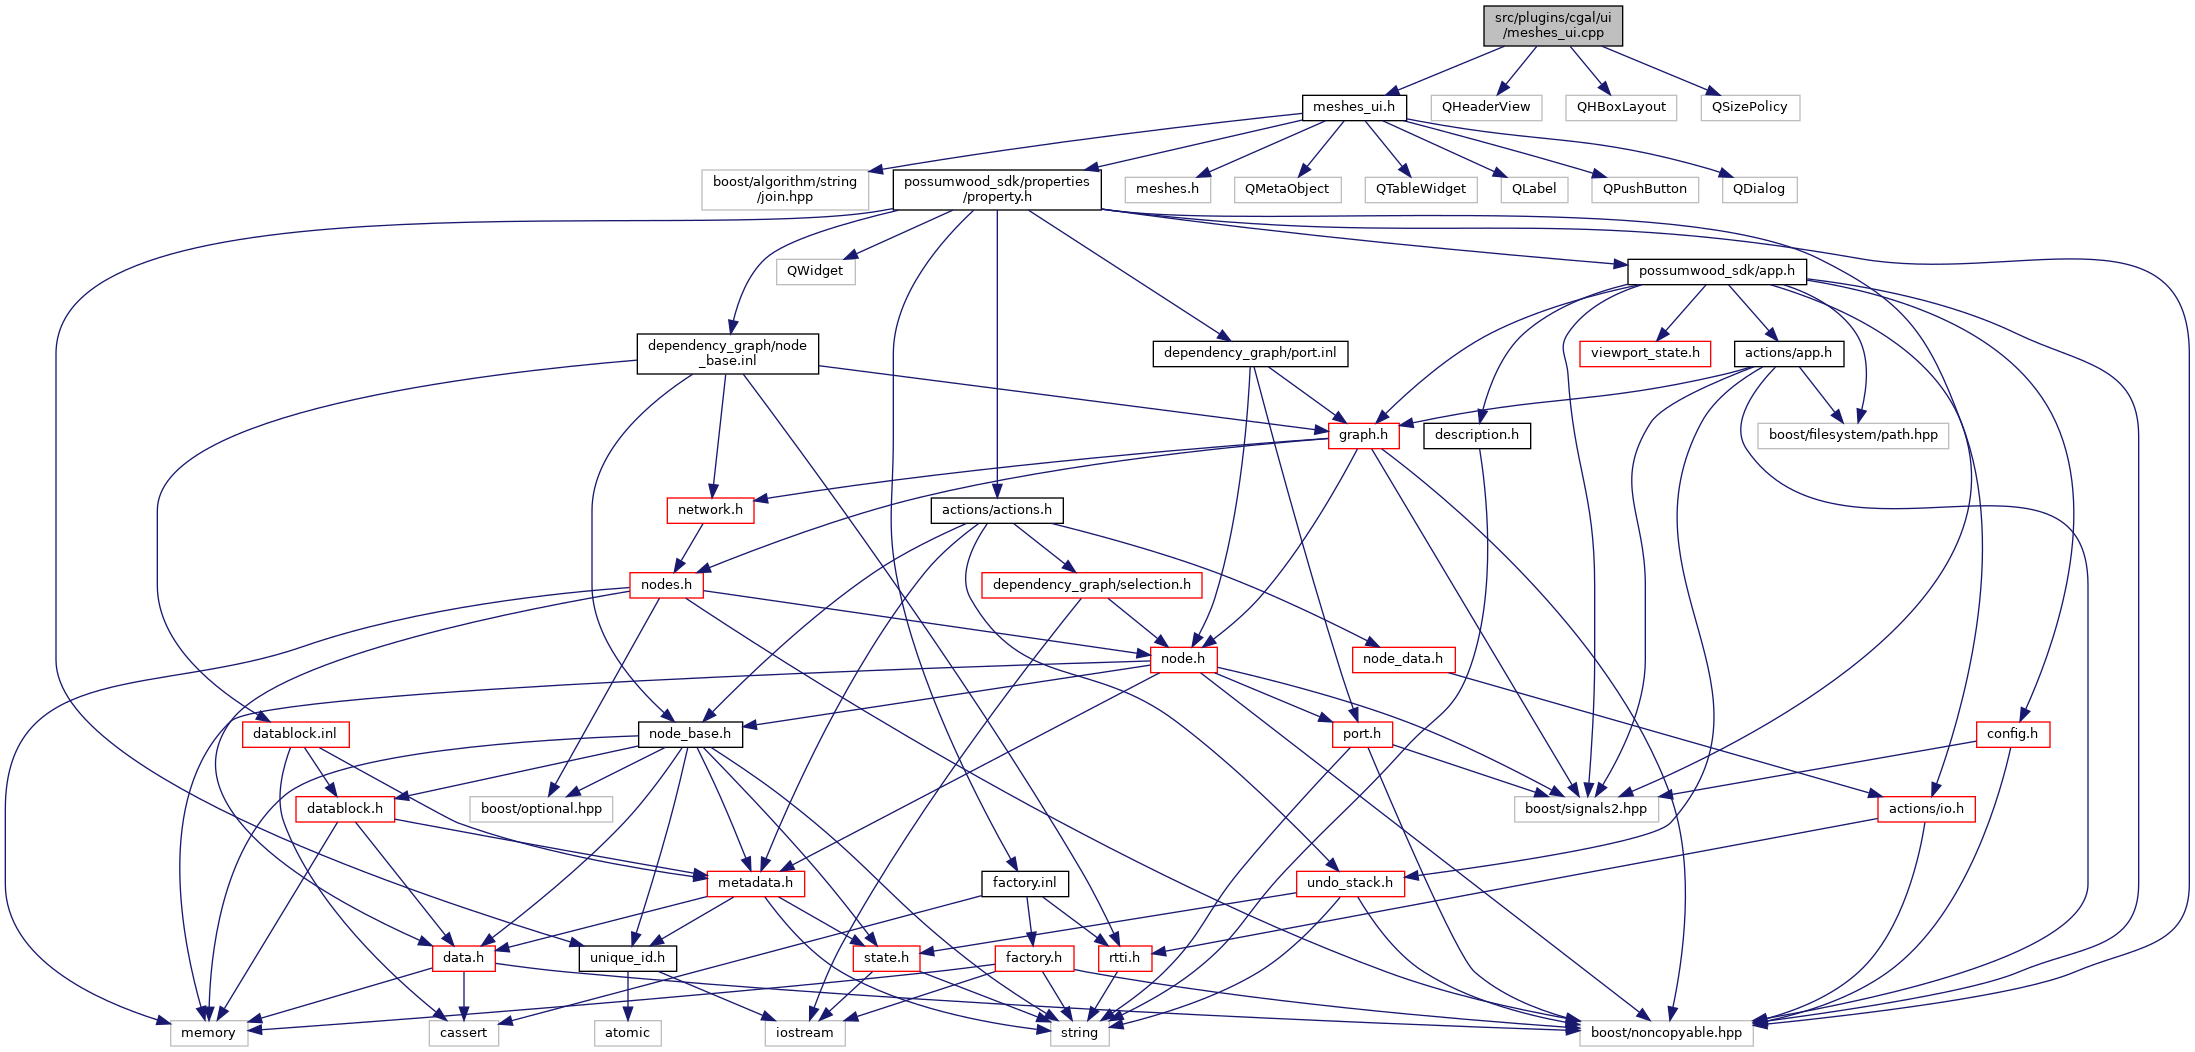 src/plugins/cgal/ui
/meshes_ui.cpp
meshes_ui.h
QHeaderView
QHBoxLayout
QSizePolicy
boost/algorithm/string
/join.hpp
possumwood_sdk/properties
/property.h
meshes.h
QMetaObject
QTableWidget
QLabel
QPushButton
QDialog
QWidget
possumwood_sdk/app.h
dependency_graph/node
_base.inl
dependency_graph/port.inl
viewport_state.h
actions/app.h
graph.h
description.h
boost/filesystem/path.hpp
network.h
actions/actions.h
nodes.h
dependency_graph/selection.h
node.h
node_data.h
datablock.inl
node_base.h
port.h
config.h
datablock.h
boost/optional.hpp
boost/signals2.hpp
actions/io.h
metadata.h
factory.inl
undo_stack.h
data.h
unique_id.h
state.h
factory.h
rtti.h
memory
cassert
atomic
iostream
string
boost/noncopyable.hpp